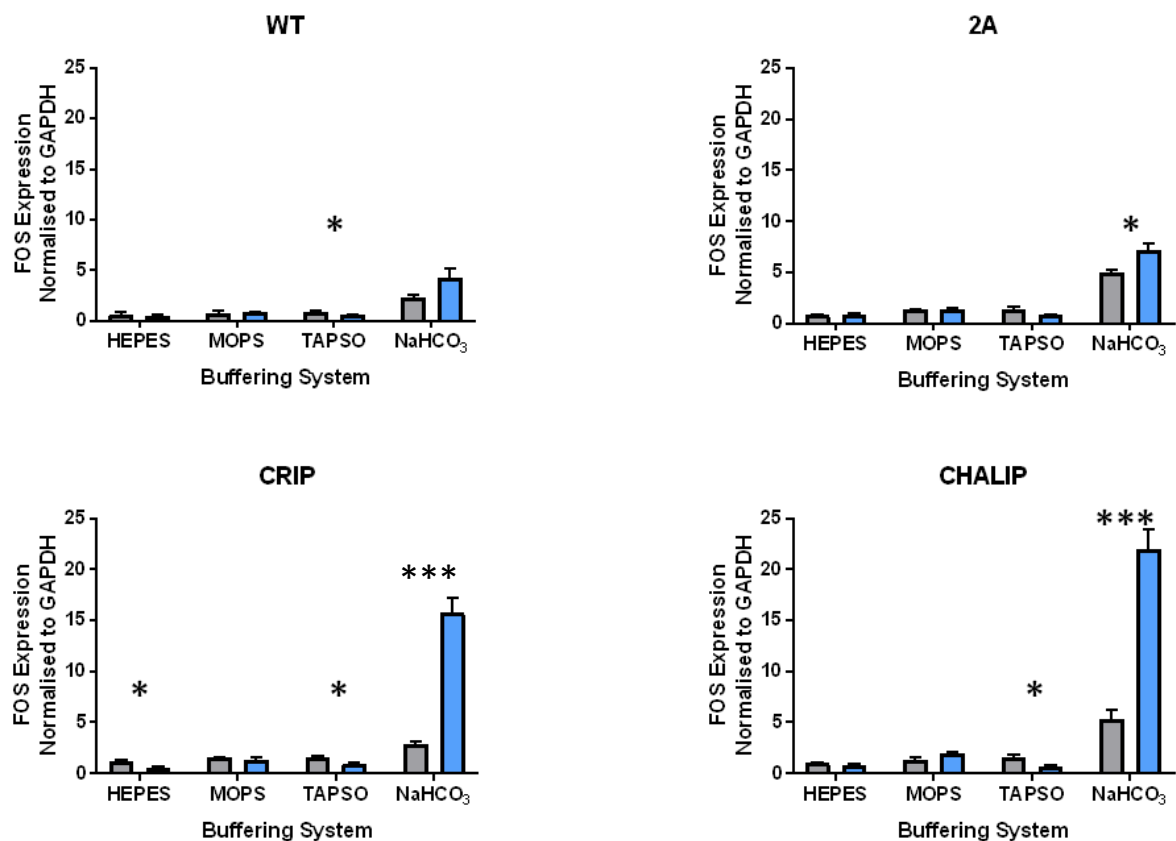 WT
25
20
15
10
5
0
FOS Expression
Normalised to GAPDH
*
HEPES MOPS TAPSO NaHCO₃
Buffering System
2A
25
20
15
10
5
0
FOS Expression
Normalised to GAPDH
*
HEPES MOPS TAPSO NaHCO₃
Buffering System
CRIP
25
20
15
10
5
0
FOS Expression
Normalised to GAPDH
* * ***
HEPES MOPS TAPSO NaHCO₃
Buffering System
CHALIP
25
20
15
10
5
0
FOS Expression
Normalised to GAPDH
* ***
HEPES MOPS TAPSO NaHCO₃
Buffering System